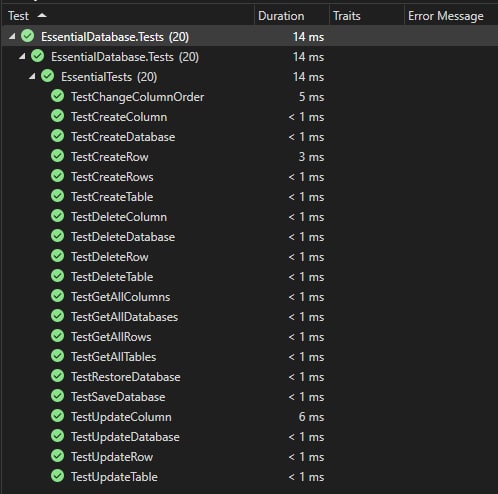 Test Duration Traits Error Message
EssentialDatabase.Tests (20) 14 ms
EssentialDatabase.Tests (20) 14 ms
EssentialTests (20) 14 ms
TestChangeColumnOrder 5 ms
TestCreateColumn < 1 ms
TestCreateDatabase < 1 ms
TestCreateRow 3 ms
TestCreateRows < 1 ms
TestCreateTable < 1 ms
TestDeleteColumn < 1 ms
TestDeleteDatabase < 1 ms
TestDeleteRow < 1 ms
TestDeleteTable < 1 ms
TestGetAllColumns < 1 ms
TestGetAllDatabases < 1 ms
TestGetAllRows < 1 ms
TestGetAllTables < 1 ms
TestRestoreDatabase < 1 ms
TestSaveDatabase < 1 ms
TestUpdateColumn 6 ms
TestUpdateDatabase < 1 ms
TestUpdateRow < 1 ms
TestUpdateTable < 1 ms